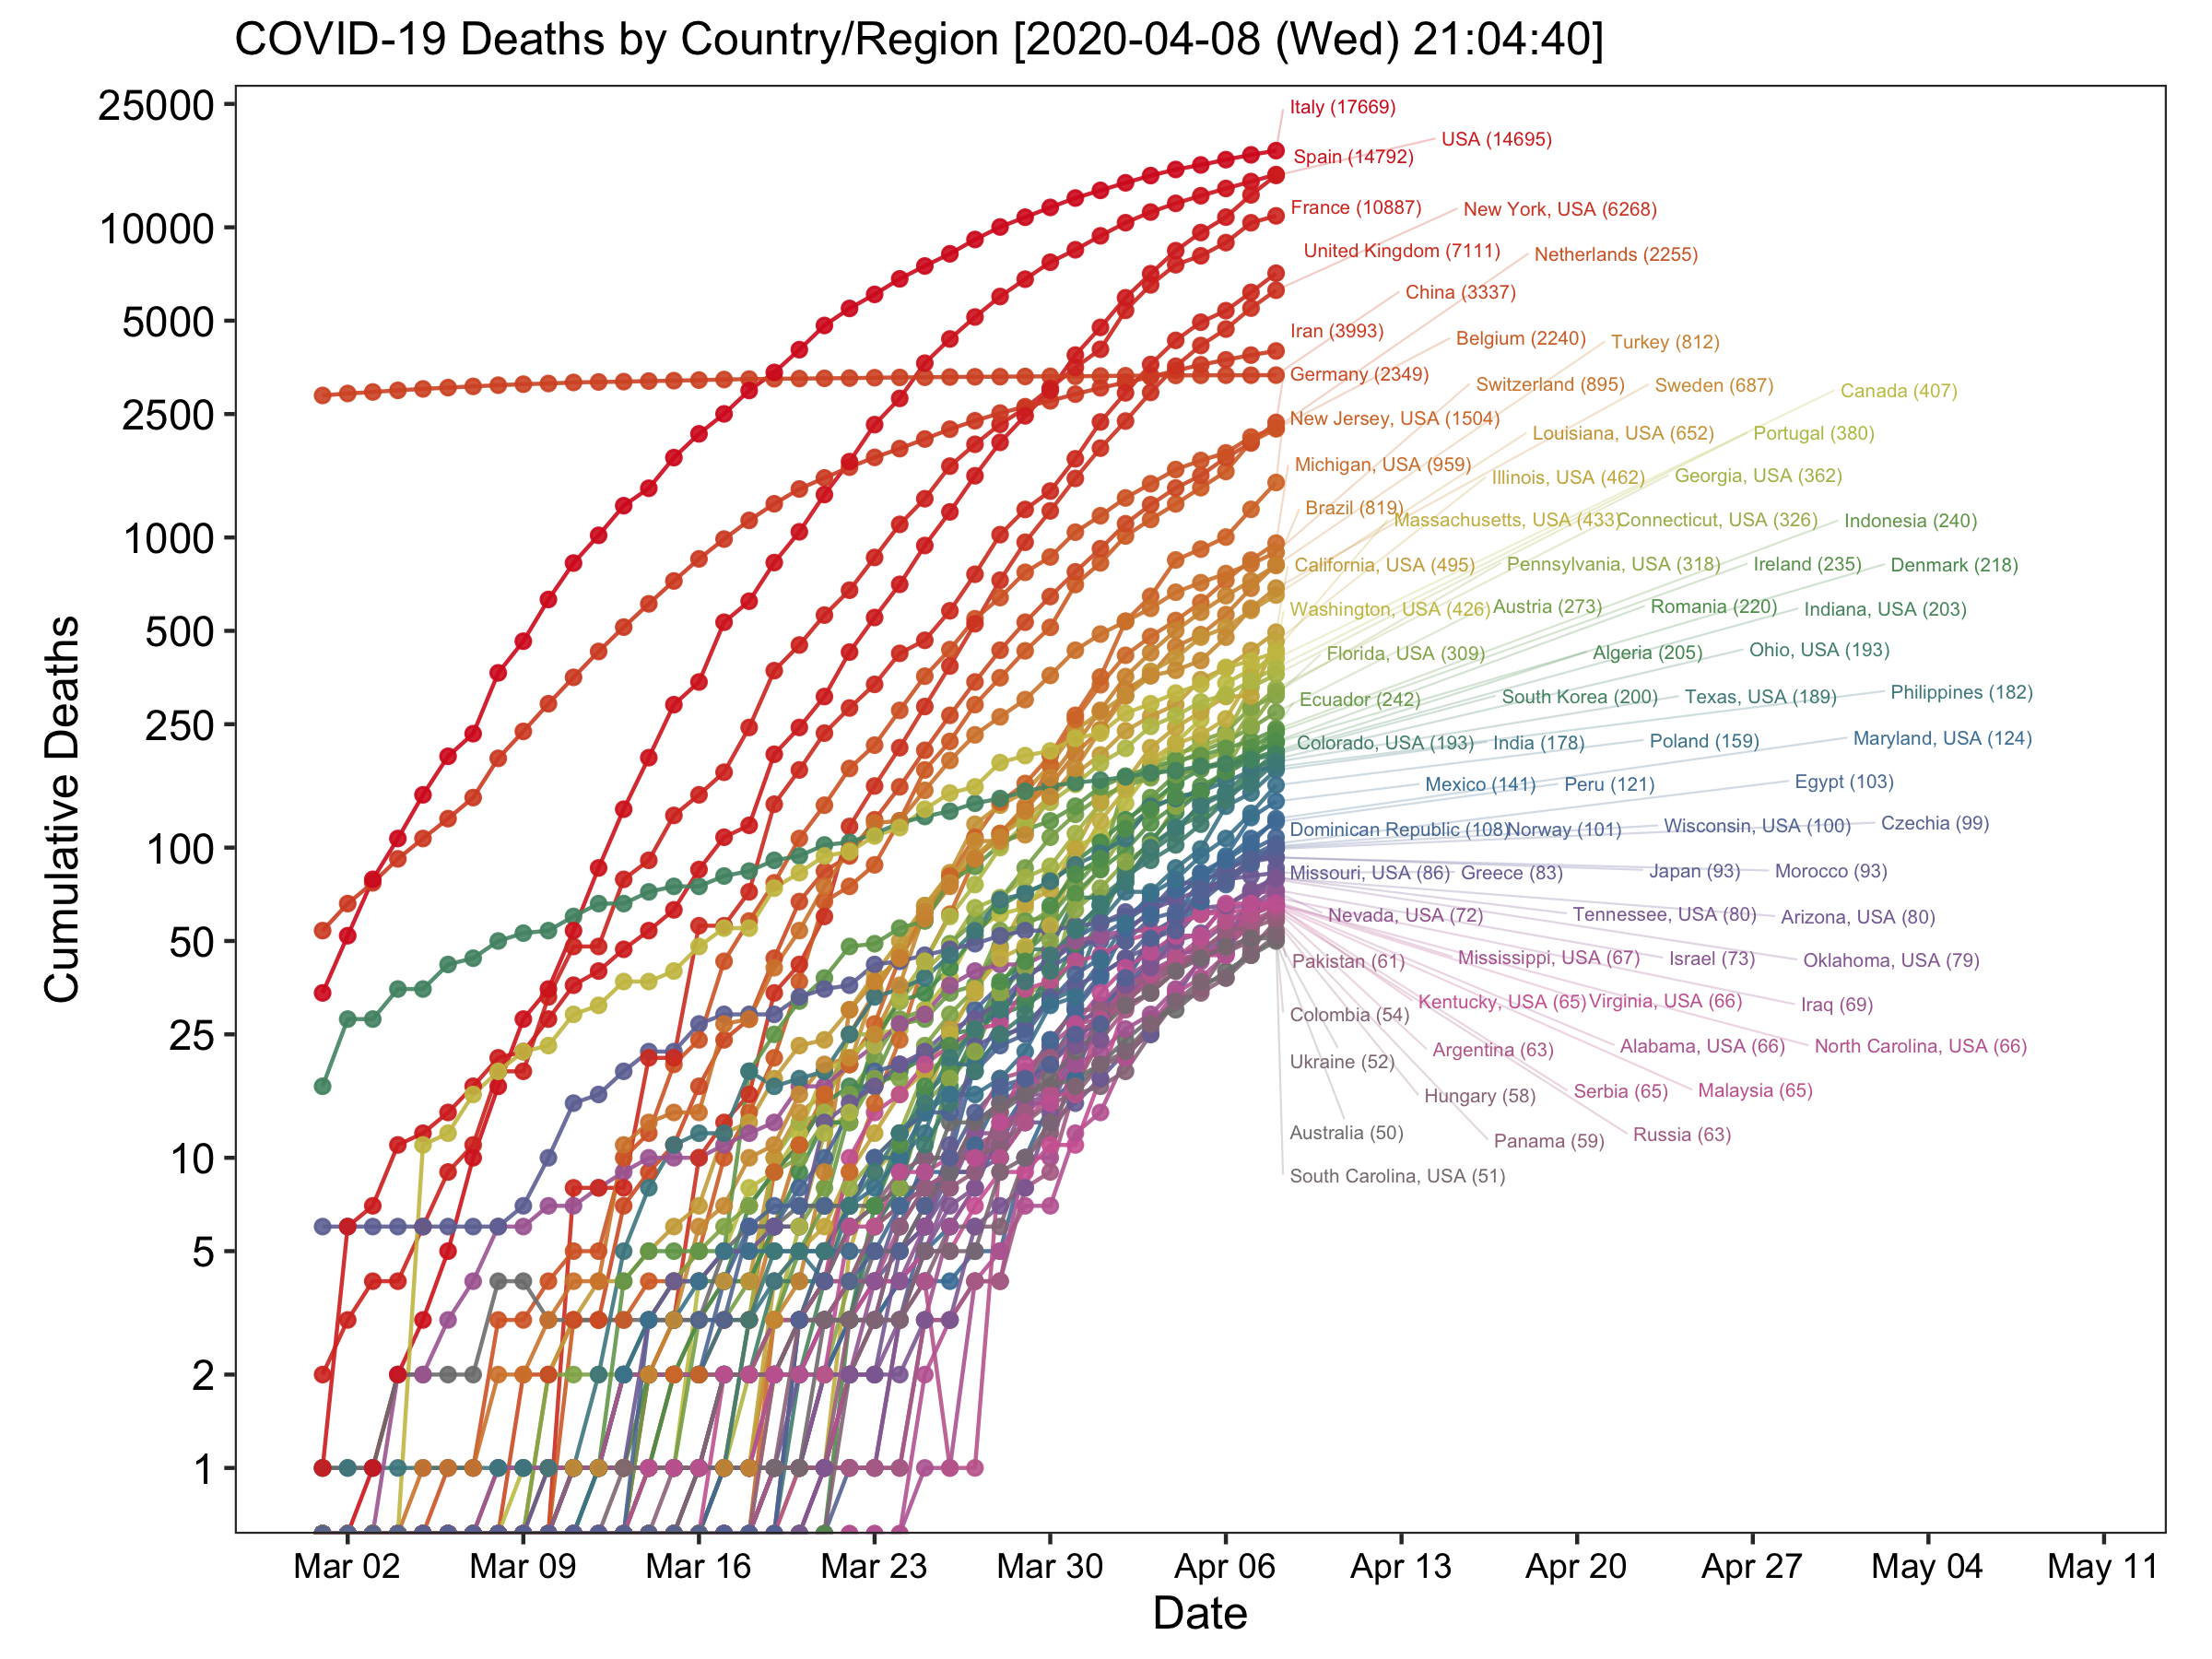 COVID-19 Deaths by Country/Region [2020-04-08 (Wed) 21:04:40]
Cumulative Deaths
25000
10000
5000
2500
1000
500
250
100
50
25
10
5
2
1
Italy (17669)
USA (14695)
Spain (14792)
France (10887) New York, USA (6268)
United Kingdom (7111) Netherlands (2255)
China (3337)
Iran (3993) Belgium (2240) Turkey (812)
Germany (2349) Switzerland (895) Sweden (687) Canada (407)
New Jersey, USA (1504) Louisiana, USA (652) Portugal (380)
Michigan, USA (959) Illinois, USA (462) Georgia, USA (362)
Brazil (819) Massachusetts, USA (433) Connecticut, USA (326) Indonesia (240)
California, USA (495) Pennsylvania, USA (318) Ireland (235) Denmark (218)
Washington, USA (426) Austria (273) Romania (220) Indiana, USA (203)
Florida, USA (309) Algeria (205) Ohio, USA (193)
Ecuador (242) South Korea (200) Texas, USA (189) Philippines (182)
Colorado, USA (193) India (178) Poland (159) Maryland, USA (124)
Mexico (141) Peru (121) Egypt (103)
Dominican Republic (108) Norway (101) Wisconsin, USA (100) Czechia (99)
Missouri, USA (86) Greece (83) Japan (93) Morocco (93)
Nevada, USA (72) Tennessee, USA (80) Arizona, USA (80)
Pakistan (61) Mississippi, USA (67) Israel (73) Oklahoma, USA (79)
Kentucky, USA (65) Virginia, USA (66) Iraq (69)
Colombia (54)
Ukraine (52) Argentina (63) Alabama, USA (66) North Carolina, USA (66)
Hungary (58) Serbia (65) Malaysia (65)
Australia (50) Panama (59) Russia (63)
South Carolina, USA (51)
Mar 02 Mar 09 Mar 16 Mar 23 Mar 30 Apr 06 Apr 13 Apr 20 Apr 27 May 04 May 11
Date